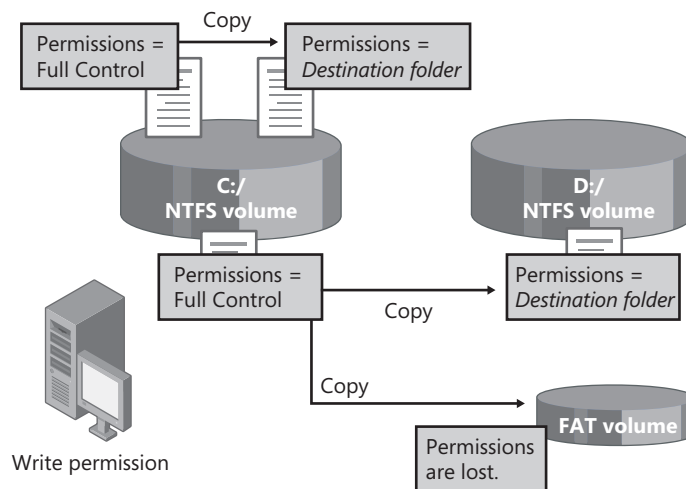 Copy
Permissions =
Full Control
Permissions =
Destination folder
C:/
NTFS volume
D:/
NTFS volume
Permissions =
Full Control
Copy
Permissions =
Destination folder
Copy
FAT volume
Permissions
are lost.
Write permission